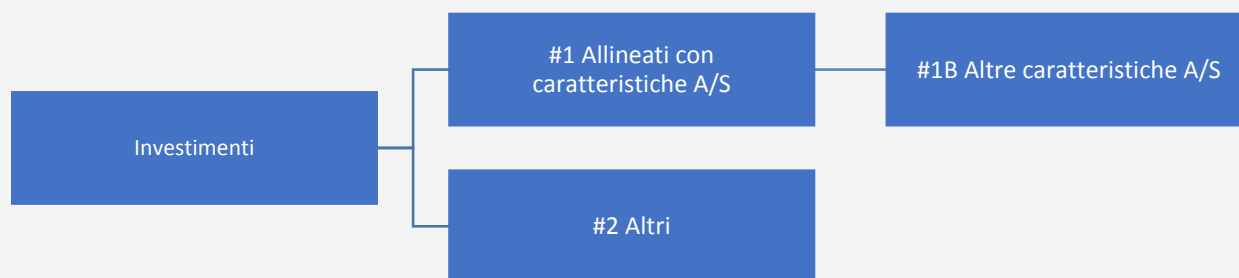 Investimenti
#1 Allineati con
caratteristiche A/S
#1B Altre caratteristiche A/S
#2 Altri